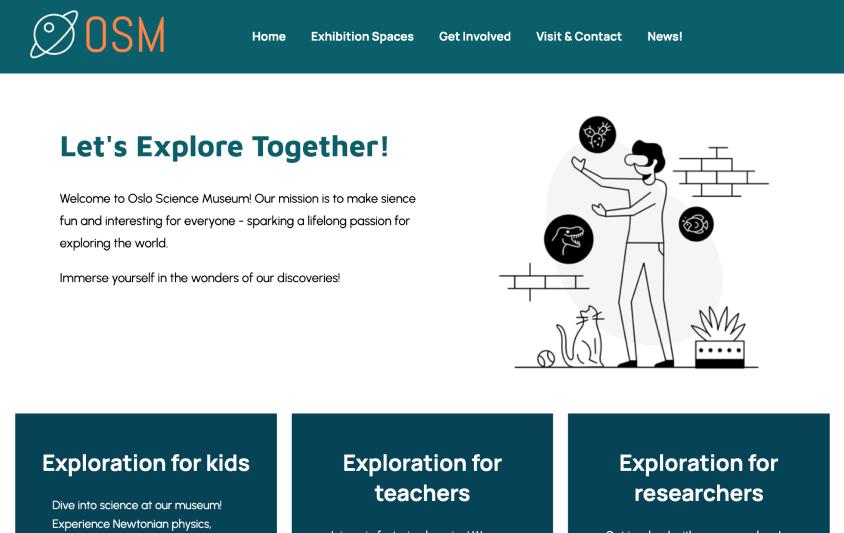 OSM
Home Exhibition Spaces Get Involved Visit & Contact News!
Let's Explore Together!
Welcome to Oslo Science Museum! Our mission is to make sience
fun and interesting for everyone - sparking a lifelong passion for
exploring the world.
Immerse yourself in the wonders of our discoveries!
Exploration for kids
Dive into science at our museum!
Experience Newtonian physics,
Exploration for
teachers
Exploration for
researchers